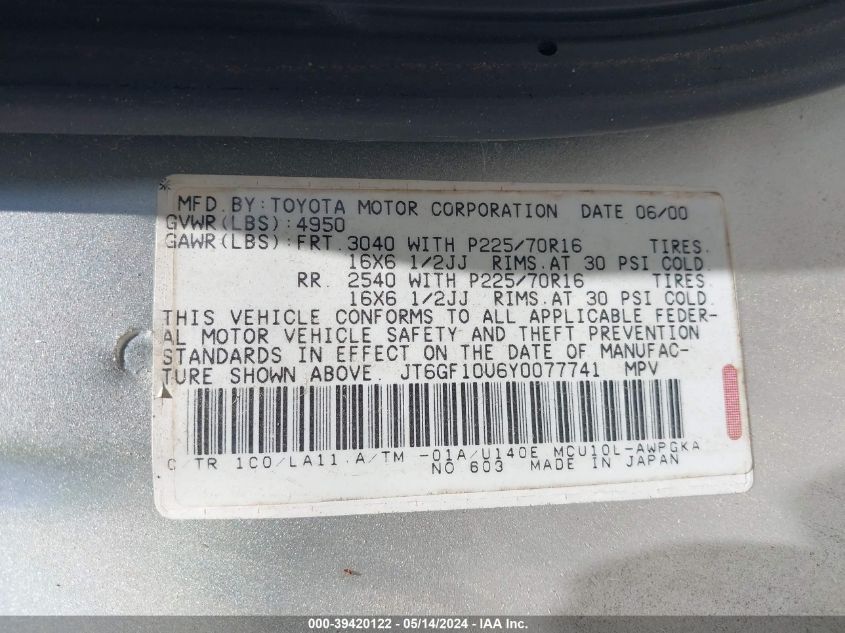 MFD. BY: TOYOTA MOTOR CORPORATION DATE 06/00
GVWR(LBS): 4950
GAWR(LBS): FRT. 3040 WITH P225/70R16 TIRES.
16X6 1/2JJ RIMS. AT 30 PSI COLD.
RR. 2540 WITH P225/70R16 TIRES.
16X6 1/2JJ RIMS. AT 30 PSI COLD.
THIS VEHICLE CONFORMS TO ALL APPLICABLE FEDER-
AL MOTOR VEHICLE SAFETY AND THEFT PREVENTION
STANDARDS IN EFFECT ON THE DATE OF MANUFAC-
TURE SHOWN ABOVE. JT6GF10U6Y0077741 MPV
C/TR 1C0/LA11 A/TM -01A/U140E MCU10L-AWPGKA
NO 603 MADE IN JAPAN
000-39420122 - 05/14/2024 - IAA Inc.